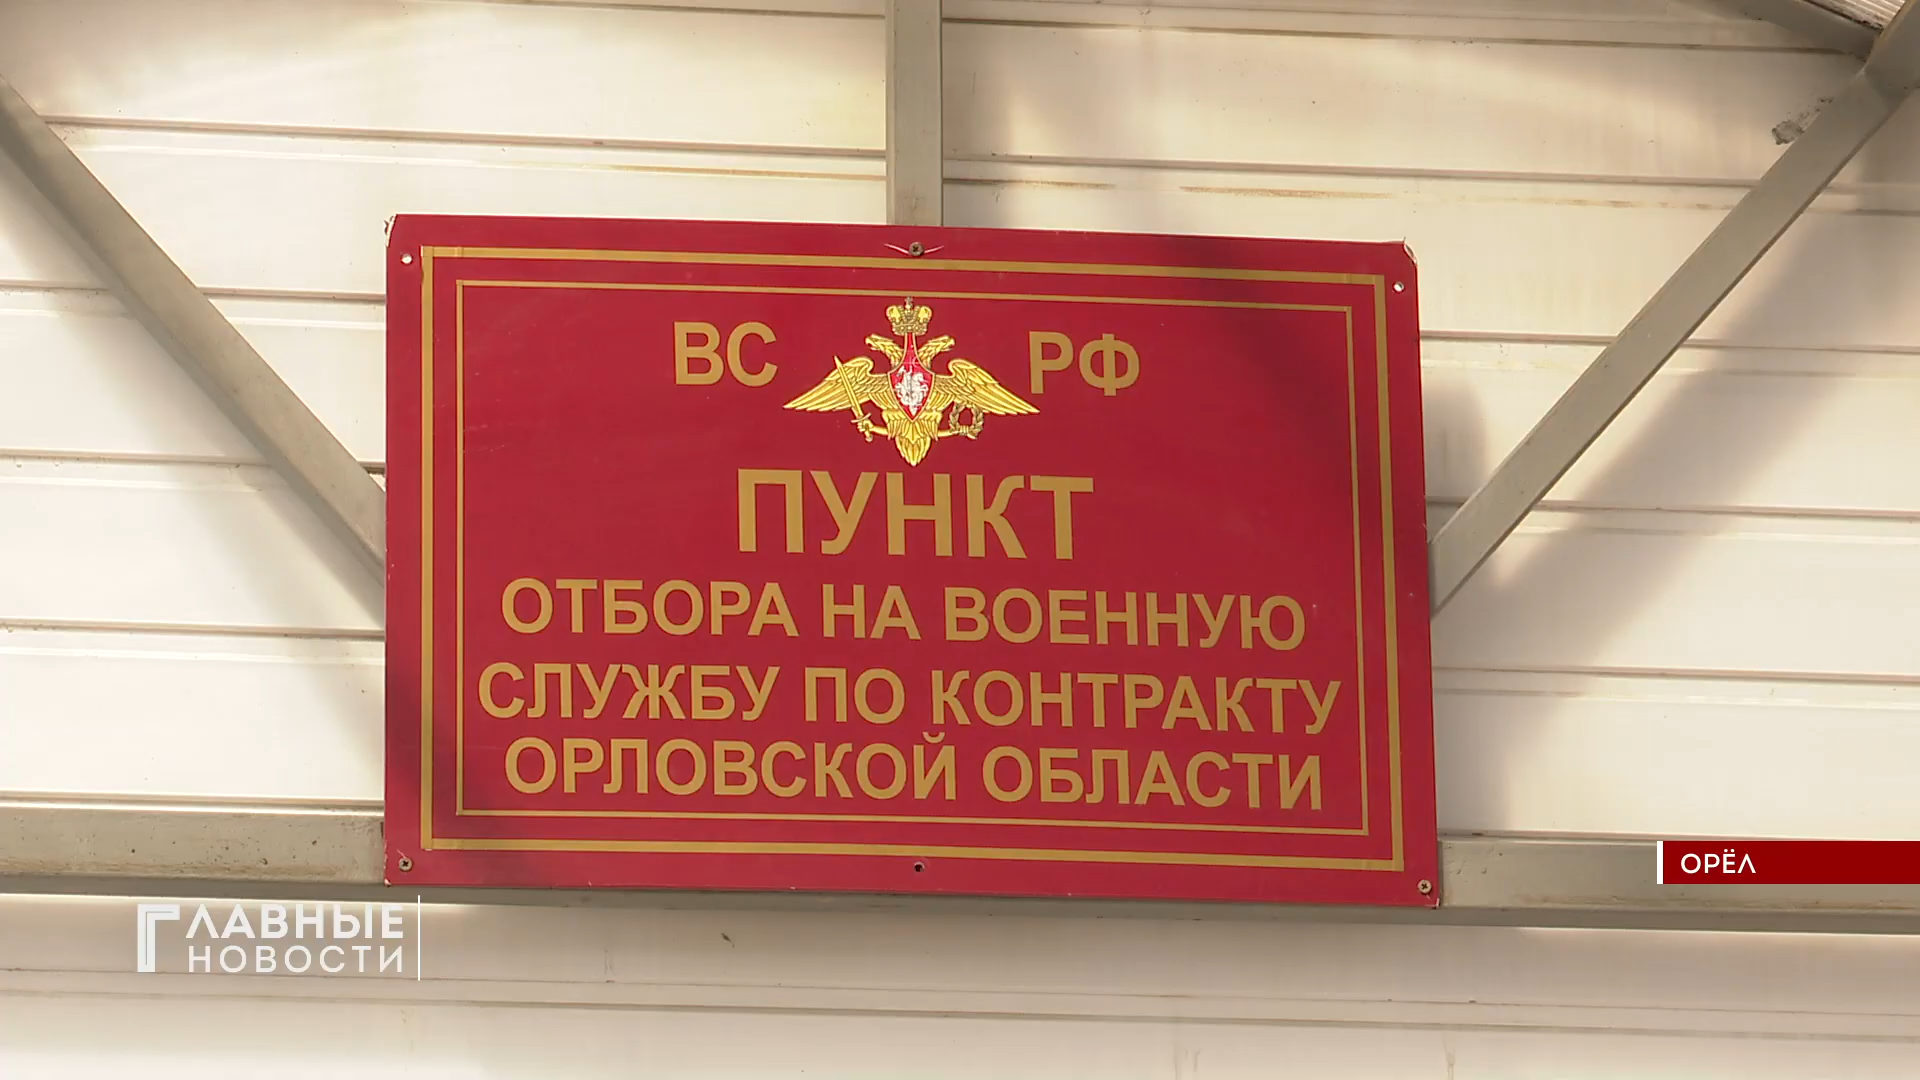 ВС РФ
ПУНКТ
ОТБОРА НА ВОЕННУЮ
СЛУЖБУ ПО КОНТРАКТУ
ОРЛОВСКОЙ ОБЛАСТИ
ОРЁЛ
ГЛАВНЫЕ
НОВОСТИ